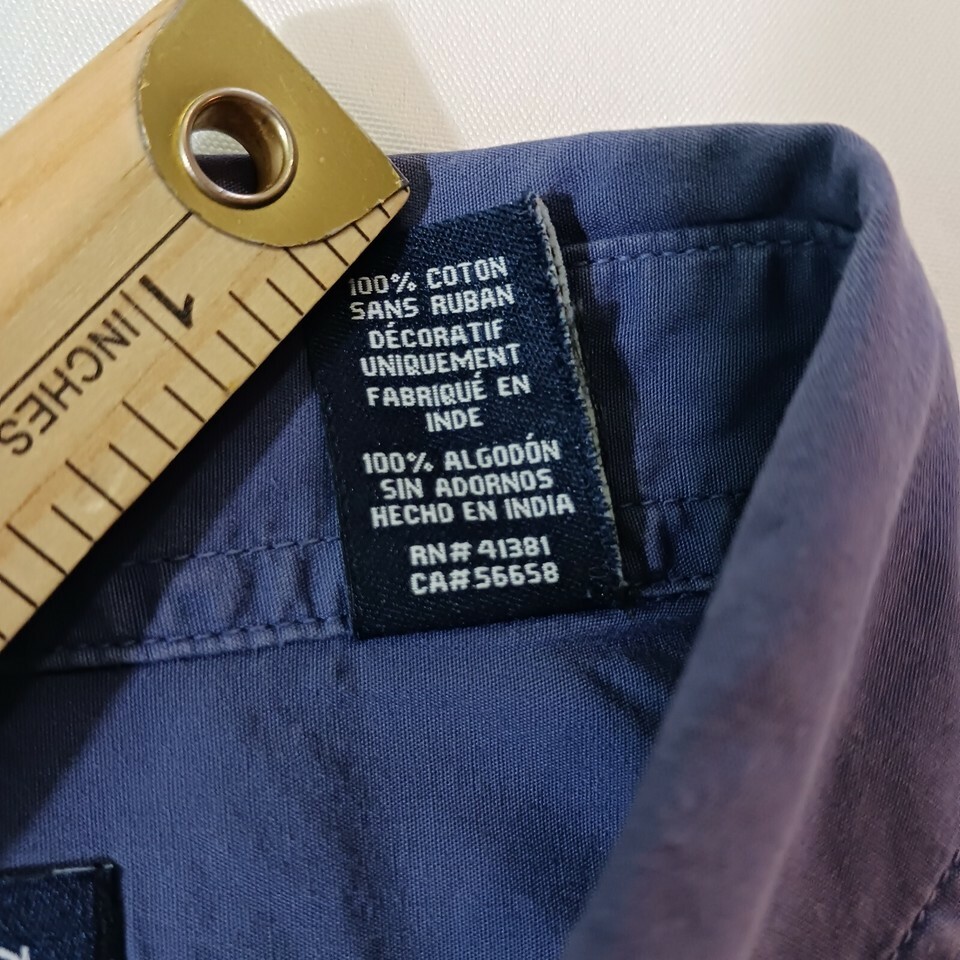 1
INCHES
100% COTON
SANS RUBAN
DÉCORATIF
UNIQUEMENT
FABRIQUÉ EN
INDE
100% ALGODÓN
SIN ADORNOS
HECHO EN INDIA
RN# 41381
CA#56658